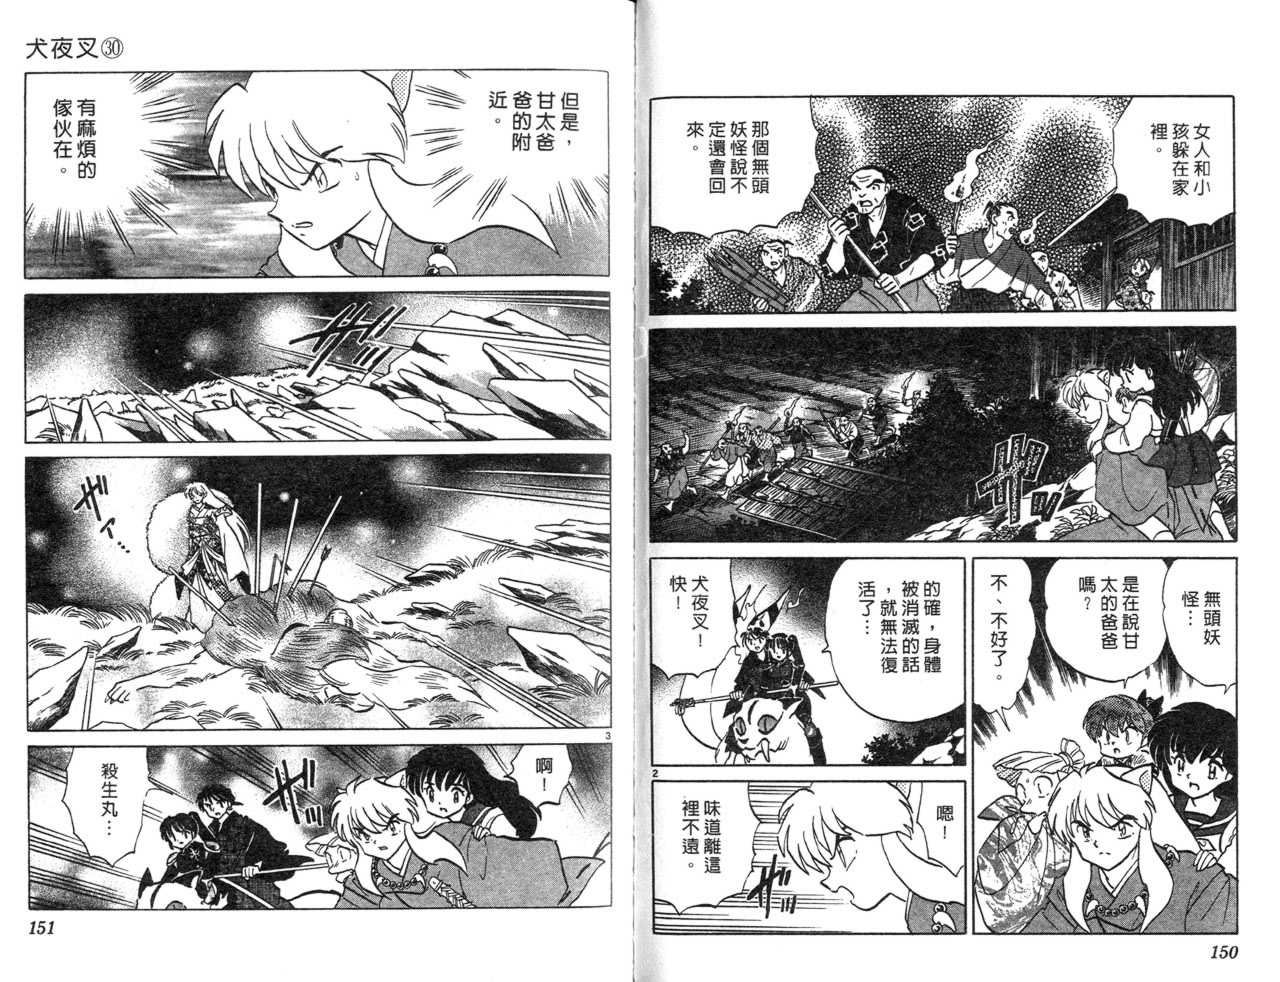 女人和小
孩躲在家
裡。
那個無頭
妖怪說不
定還會回
來。
無頭妖
怪…
是在說甘
太的爸爸
嗎?
不、不好了。
的確,身體
被消滅的話
,就無法復
活了…
犬夜叉!
快!
嗯!
味道離這
裡不遠。
2
150
犬夜叉㉚
但是,
甘太爸
爸的附
近。
有麻煩的
傢伙在。
ザッ
ザァ…
3
啊!
殺生丸…
151